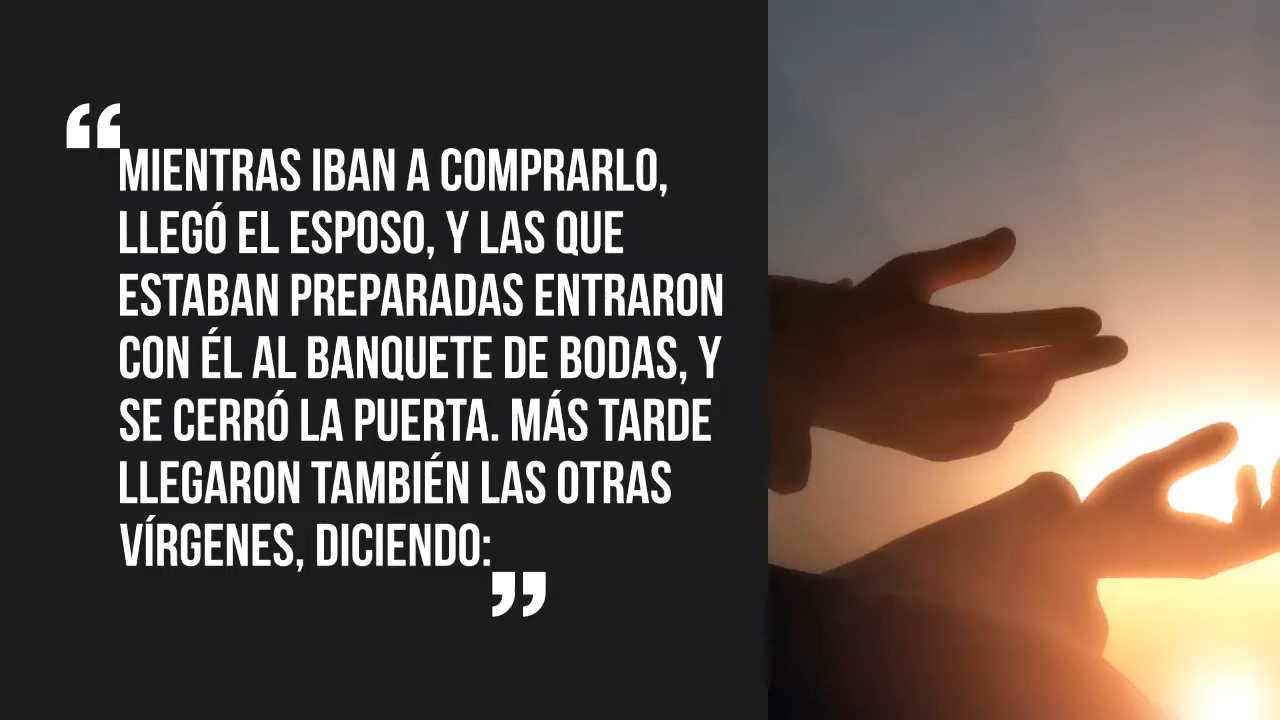 “MIENTRAS IBAN A COMPRARLO,
LLEGÓ EL ESPOSO, Y LAS QUE
ESTABAN PREPARADAS ENTRARON
CON ÉL AL BANQUETE DE BODAS, Y
SE CERRÓ LA PUERTA. MÁS TARDE
LLEGARON TAMBIÉN LAS OTRAS
VÍRGENES, DICIENDO:”